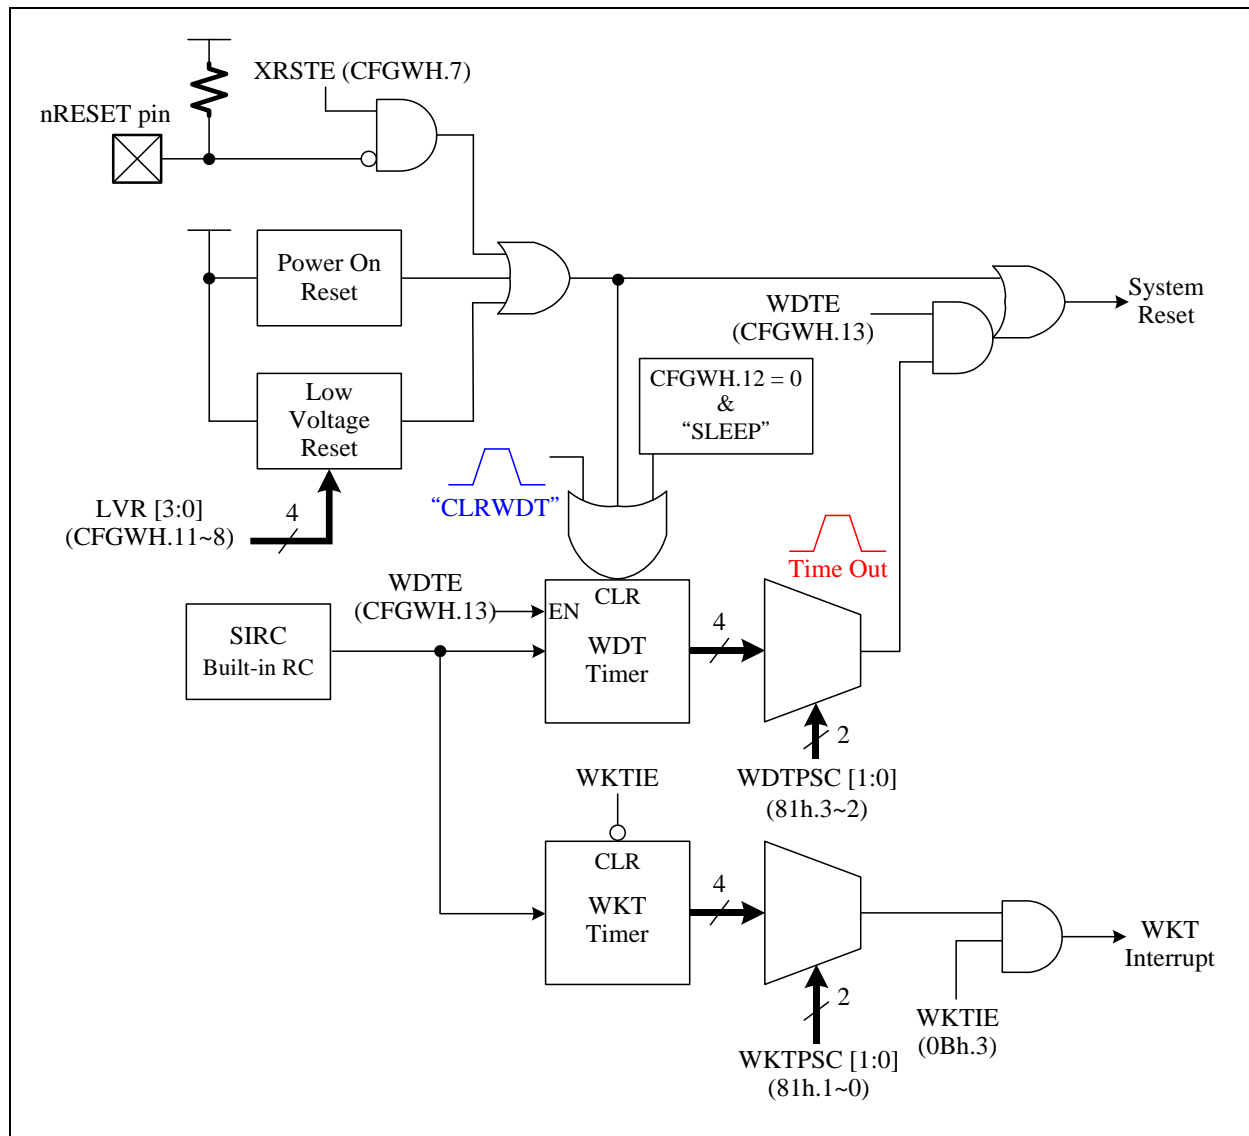 XRSTE (CFGWH.7)
nRESET pin
Power On
Reset
WDTE
(CFGWH.13)
System
Reset
Low
Voltage
Reset
CFGWH.12 = 0
&
“SLEEP”
“CLRWDT”
LVR [3:0]
(CFGWH.11~8)
4
Time Out
WDTE
(CFGWH.13)
CLR
EN
WDT
Timer
SIRC
Built-in RC
4
2
WDTPSC [1:0]
(81h.3~2)
WKTIE
CLR
WKT
Timer
4
2
WKTPSC [1:0]
(81h.1~0)
WKTIE
(0Bh.3)
WKT
Interrupt